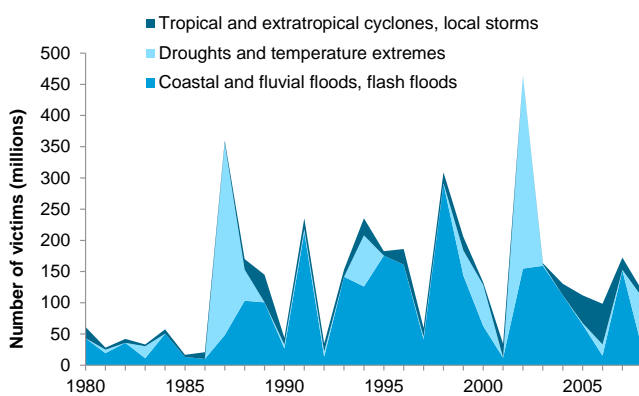 Tropical and extratropical cyclones, local storms
Droughts and temperature extremes
Coastal and fluvial floods, flash floods
Number of victims (millions)
500
450
400
350
300
250
200
150
100
50
0
1980 1985 1990 1995 2000 2005